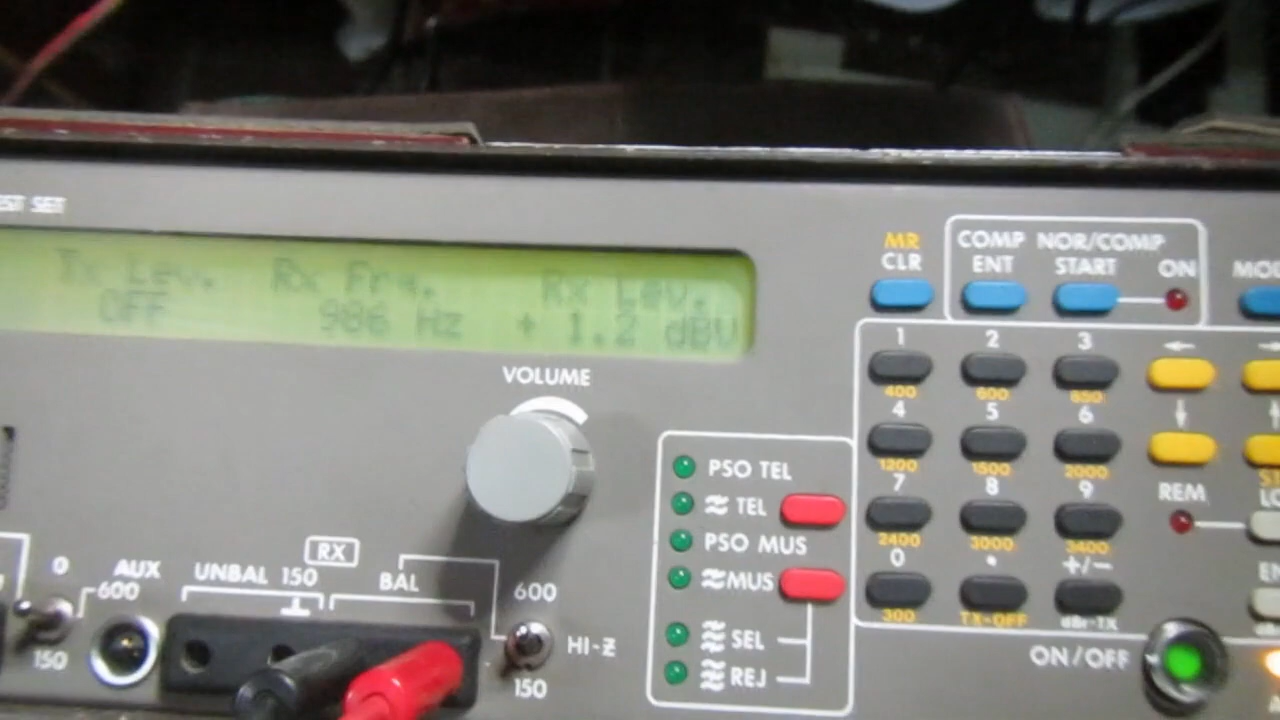 SET
Tx Lev. Rx Frq. Rx Lev.
OFF 986 Hz + 1.2 dBV
VOLUME
MR
CLR
COMP NOR/COMP
ENT START ON
1 2 3
400 600 850
4 5 6
1200 1500 2000
7 8 9
2400 3000 3400
0 • +/−
300 TX-OFF dBr-TX
REM
PSO TEL
≈ TEL
PSO MUS
≈ MUS
SEL
REJ
RX
0
AUX
UNBAL 150
BAL
600
600
HI-Z
150
150
ON/OFF